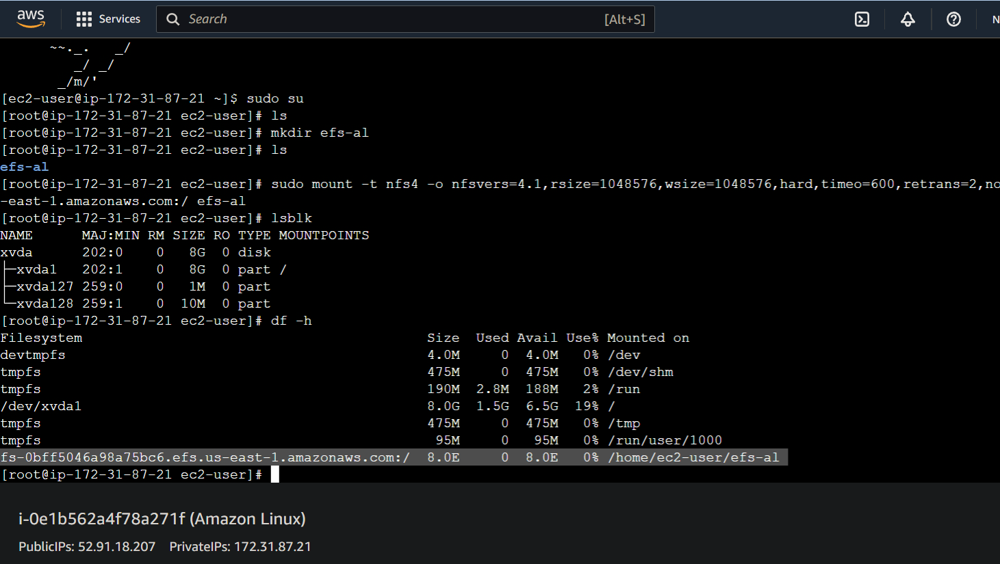 aws Services Search [Alt+S] N
~~._. _/
_/ _/
_/m/'
[ec2-user@ip-172-31-87-21 ~]$ sudo su
[root@ip-172-31-87-21 ec2-user]# ls
[root@ip-172-31-87-21 ec2-user]# mkdir efs-al
[root@ip-172-31-87-21 ec2-user]# ls
efs-al
[root@ip-172-31-87-21 ec2-user]# sudo mount -t nfs4 -o nfsvers=4.1,rsize=1048576,wsize=1048576,hard,timeo=600,retrans=2,no
-east-1.amazonaws.com:/ efs-al
[root@ip-172-31-87-21 ec2-user]# lsblk
NAME MAJ:MIN RM SIZE RO TYPE MOUNTPOINTS
xvda 202:0 0 8G 0 disk
├─xvda1 202:1 0 8G 0 part /
├─xvda127 259:0 0 1M 0 part
└─xvda128 259:1 0 10M 0 part
[root@ip-172-31-87-21 ec2-user]# df -h
Filesystem Size Used Avail Use% Mounted on
devtmpfs 4.0M 0 4.0M 0% /dev
tmpfs 475M 0 475M 0% /dev/shm
tmpfs 190M 2.8M 188M 2% /run
/dev/xvda1 8.0G 1.5G 6.5G 19% /
tmpfs 475M 0 475M 0% /tmp
tmpfs 95M 0 95M 0% /run/user/1000
fs-0bff5046a98a75bc6.efs.us-east-1.amazonaws.com:/ 8.0E 0 8.0E 0% /home/ec2-user/efs-al
[root@ip-172-31-87-21 ec2-user]#
i-0e1b562a4f78a271f (Amazon Linux)
PublicIPs: 52.91.18.207 PrivateIPs: 172.31.87.21